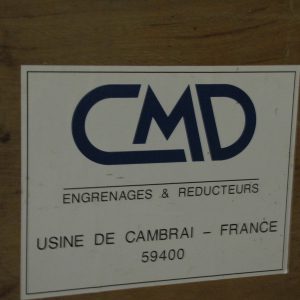 CMD
ENGRENAGES & REDUCTEURS
USINE DE CAMBRAI – FRANCE
59400